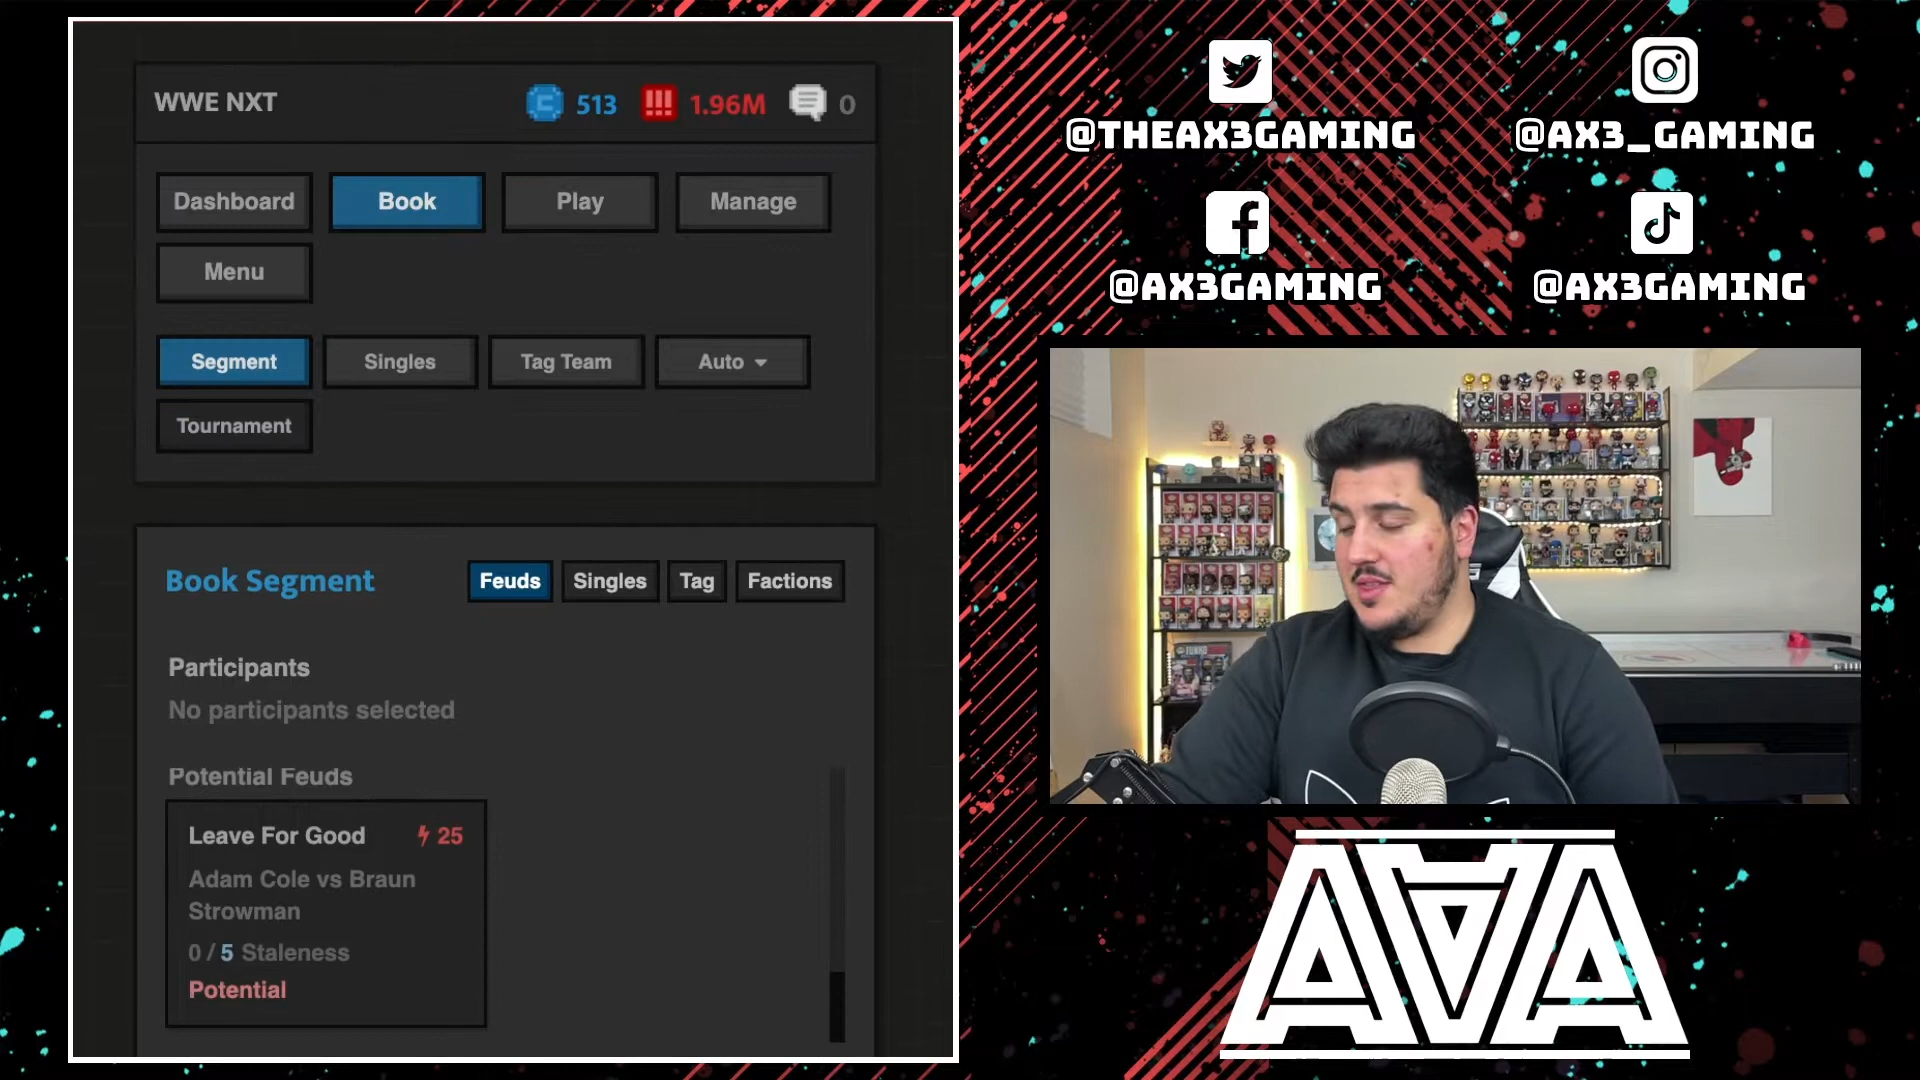 WWE NXT
513
1.96M
0
Dashboard
Book
Play
Manage
Menu
Segment
Singles
Tag Team
Auto
Tournament
Book Segment
Feuds
Singles
Tag
Factions
Participants
No participants selected
Potential Feuds
Leave For Good
25
Adam Cole vs Braun
Strowman
0 / 5 Staleness
Potential
@THEAX3GAMING
@AX3_GAMING
@AX3GAMING
@AX3GAMING